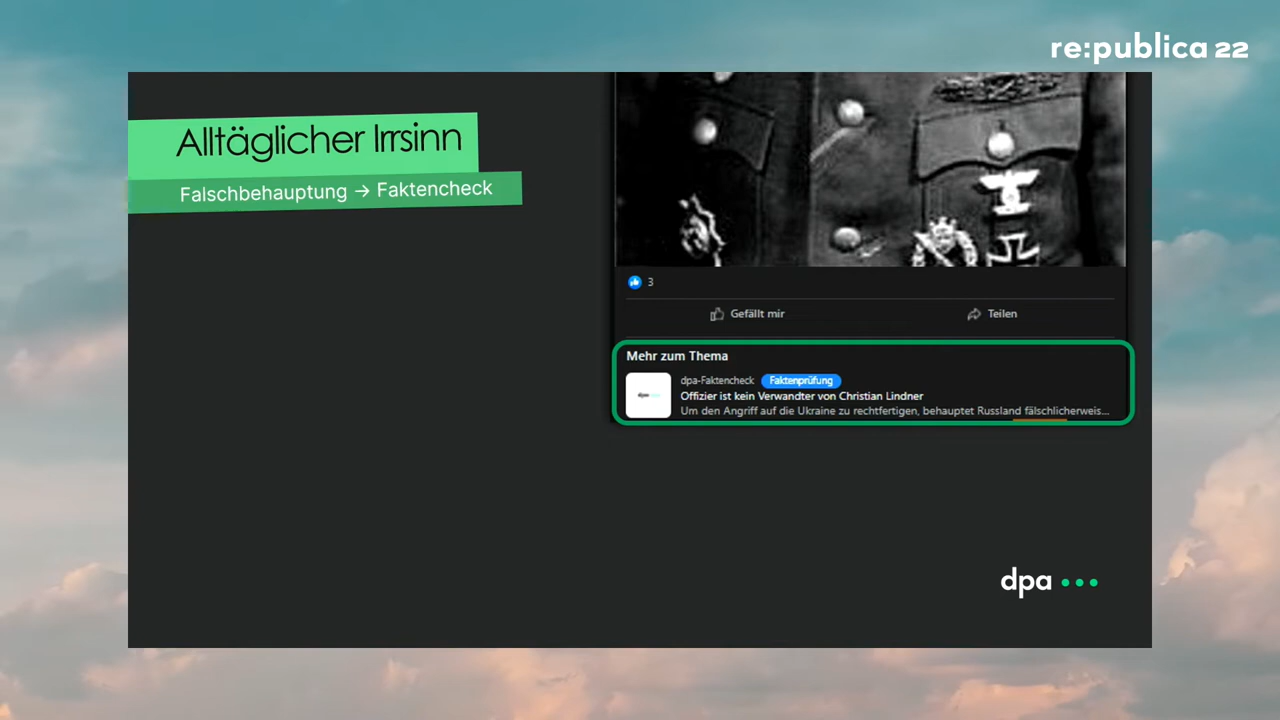 re:publica 22
Alltäglicher Irrsinn
Falschbehauptung → Faktencheck
3
Gefällt mir
Teilen
Mehr zum Thema
dpa-Faktencheck Faktenprüfung
Offizier ist kein Verwandter von Christian Lindner
Um den Angriff auf die Ukraine zu rechtfertigen, behauptet Russland fälschlicherweis...
dpa
dpa